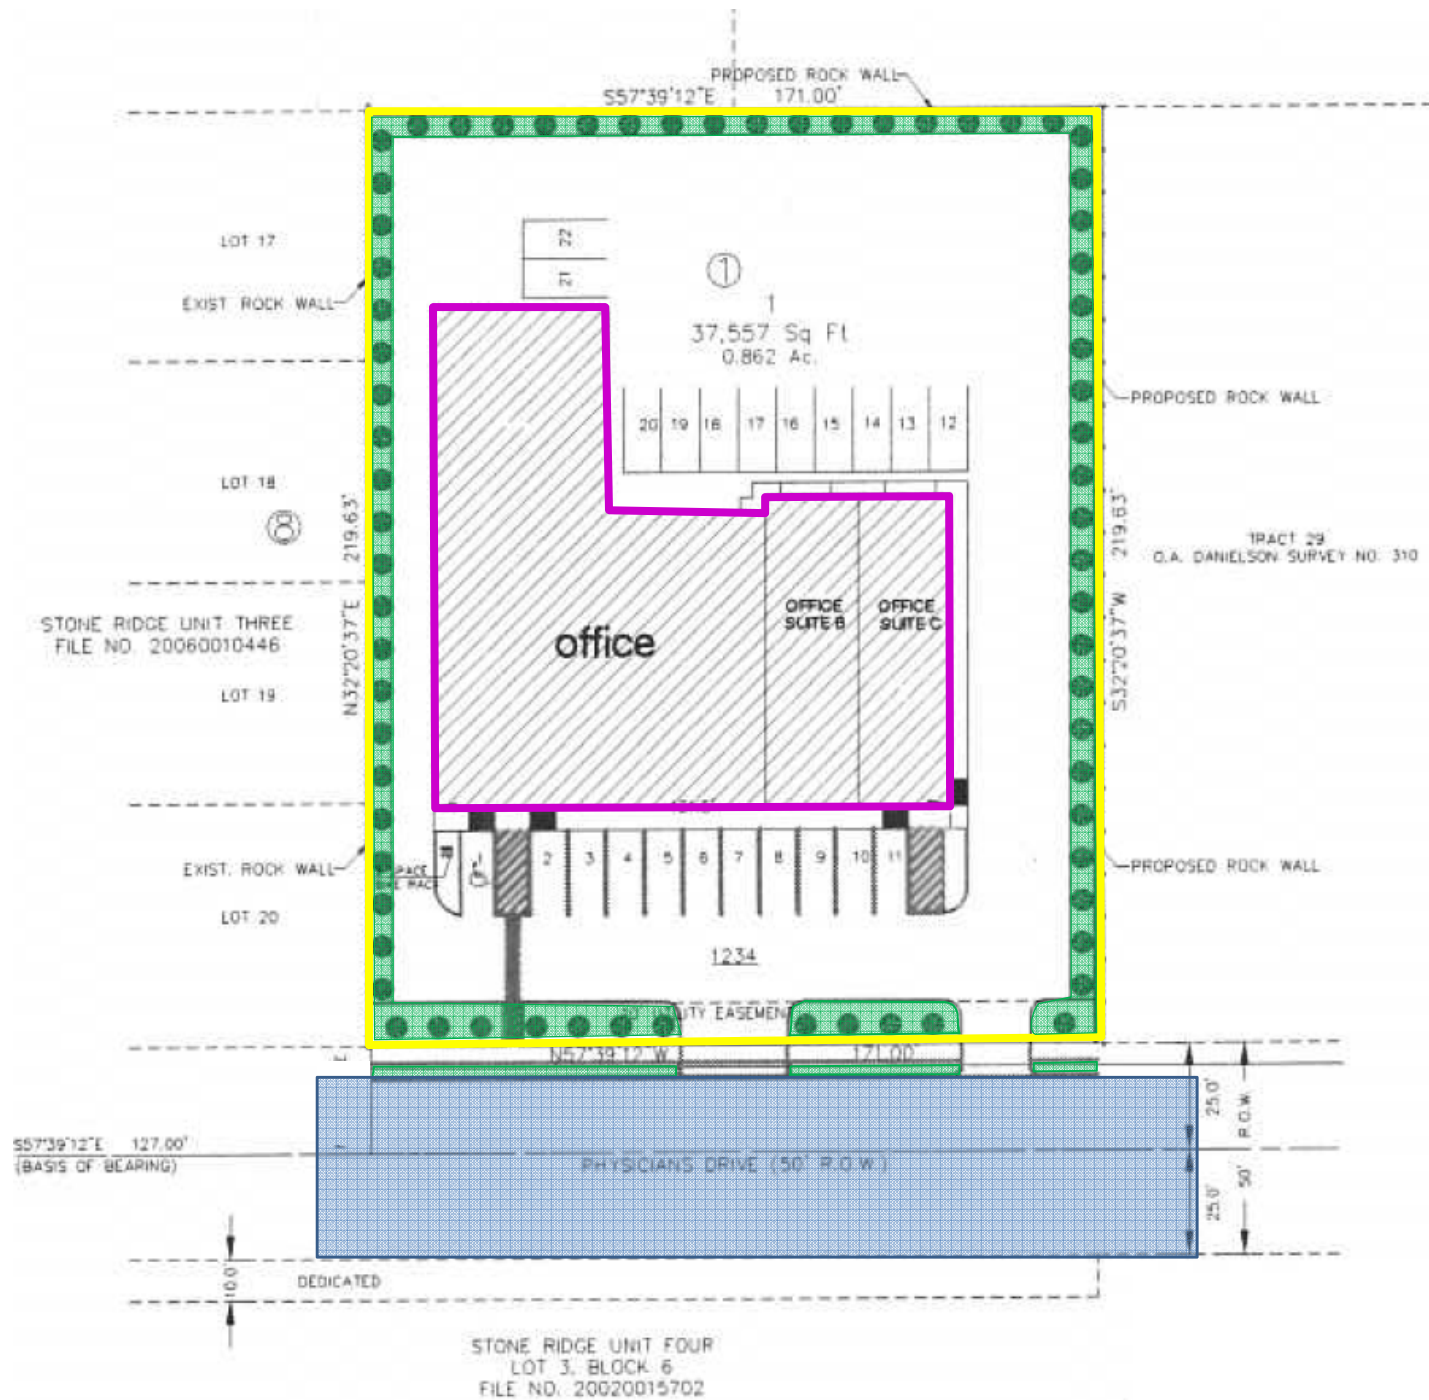 PROPOSED ROCK WALL
S57°39'12"E 171.00'
LOT 17
EXIST. ROCK WALL
22
21
1
1
37,557 Sq Ft
0.862 Ac.
PROPOSED ROCK WALL
20 19 18 17 16 15 14 13 12
LOT 18
8
N32°20'37"E 219.63'
S32°20'37"W 219.63'
TRACT 29
O.A. DANIELSON SURVEY NO. 310
STONE RIDGE UNIT THREE
FILE NO. 20060010446
office
OFFICE
SUITE B
OFFICE
SUITE C
LOT 19
EXIST. ROCK WALL
PROPOSED ROCK WALL
1 2 3 4 5 6 7 8 9 10 11
LOT 20
1234
UTILITY EASEMENT
N57°39'12"W 171.00'
25.0'
R.O.W.
S57°39'12"E 127.00'
(BASIS OF BEARING)
PHYSICIANS DRIVE (50' R.O.W.)
25.0'
50'
10.0'
DEDICATED
STONE RIDGE UNIT FOUR
LOT 3, BLOCK 6
FILE NO. 20020015702